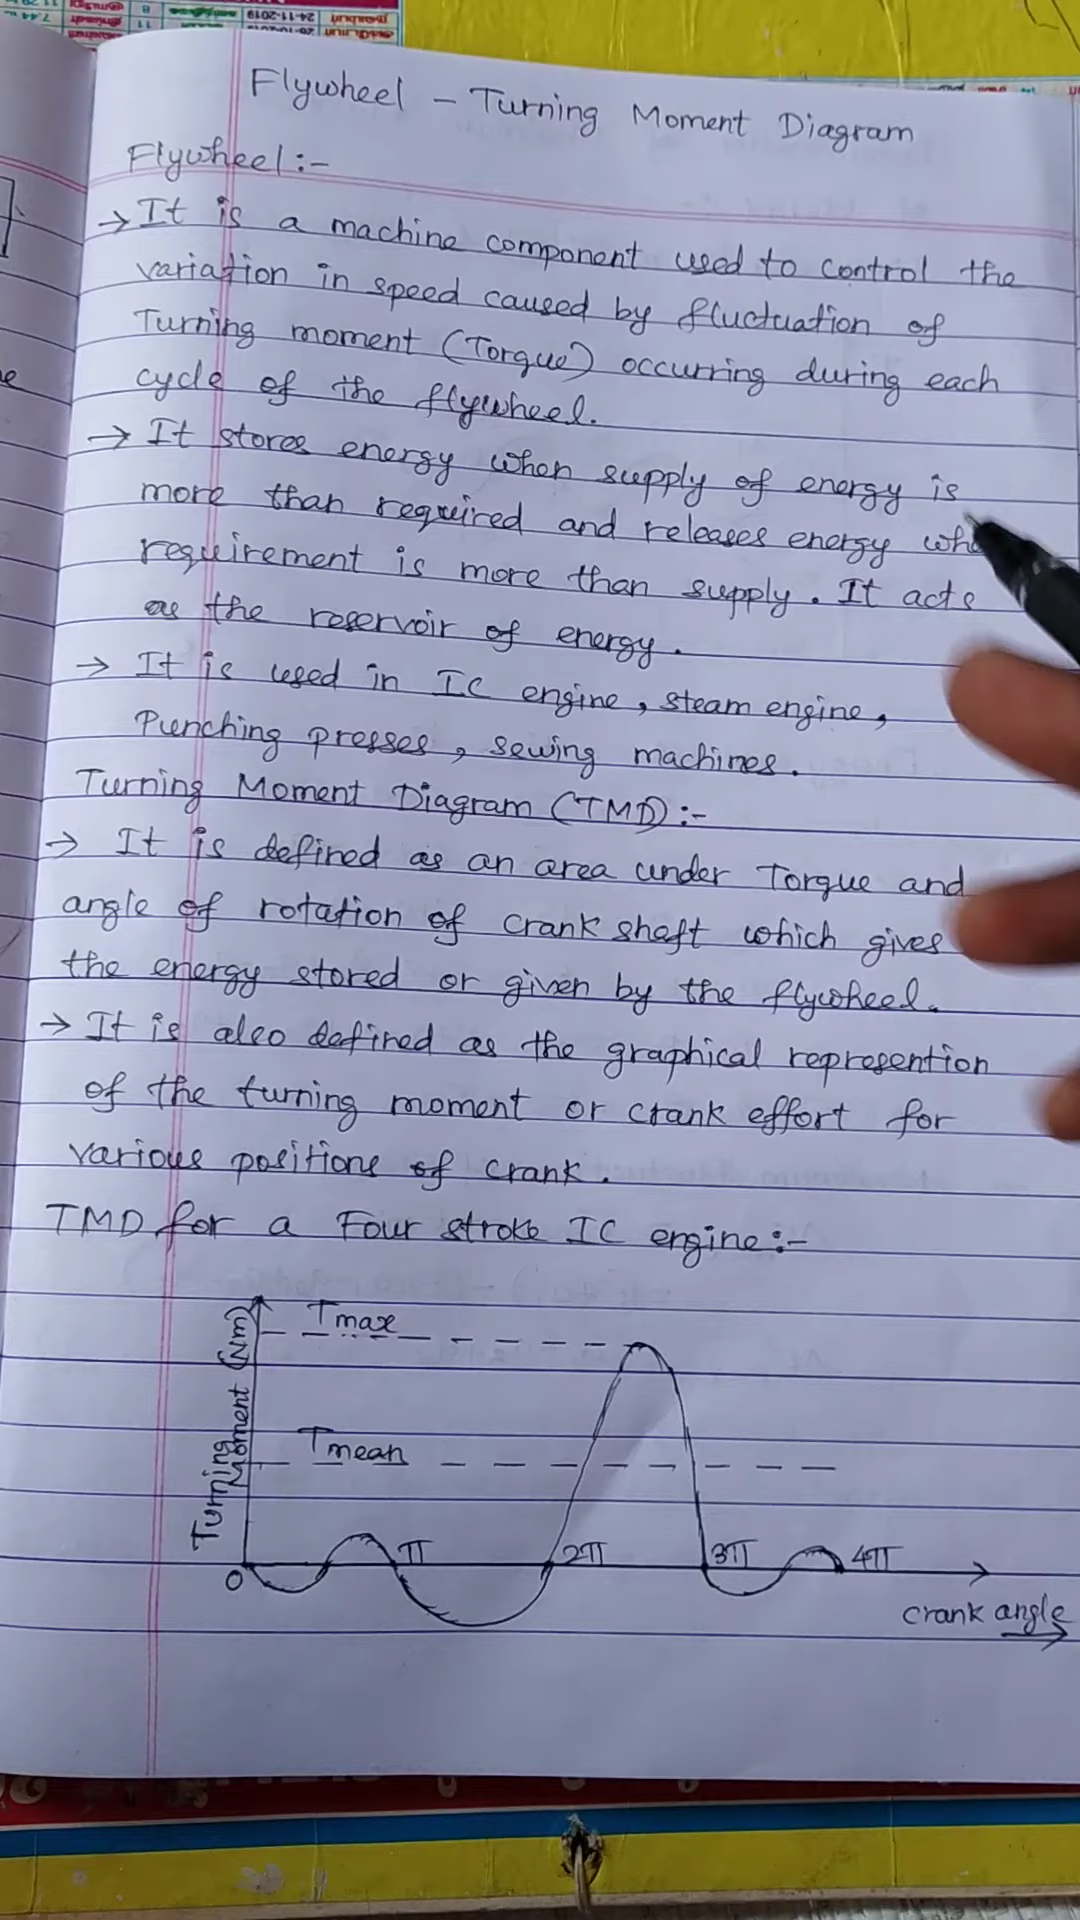 24-11-2019
Flywheel - Turning Moment Diagram
Flywheel :-
→ It is a machine component used to control the
variation in speed caused by fluctuation of
Turning moment (Torque) occurring during each
cycle of the flywheel.
→ It stores energy when supply of energy is
more than required and releases energy
requirement is more than supply. It acts
as the reservoir of energy.
→ It is used in IC engine, steam engine,
Punching presses, sewing machines.
Turning Moment Diagram (TMD) :-
→ It is defined as an area under Torque and
angle of rotation of crank shaft which gives
the energy stored or given by the flywheel.
→ It is also defined as the graphical represention
of the turning moment or crank effort for
various positions of crank.
TMD for a Four stroke IC engine :-
Tmax
Turning Moment (Nm)
Tmean
0 π 2π 3π 4π
crank angle